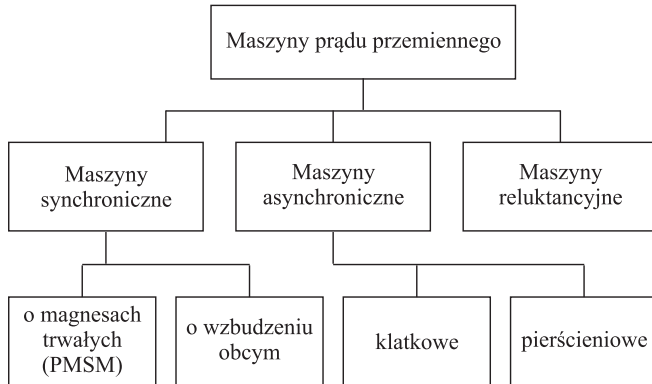 Maszyny prądu przemiennego
Maszyny
synchroniczne
Maszyny
asynchroniczne
Maszyny
reluktancyjne
o magnesach
trwałych
(PMSM)
o wzbudzeniu
obcym
klatkowe
pierścieniowe